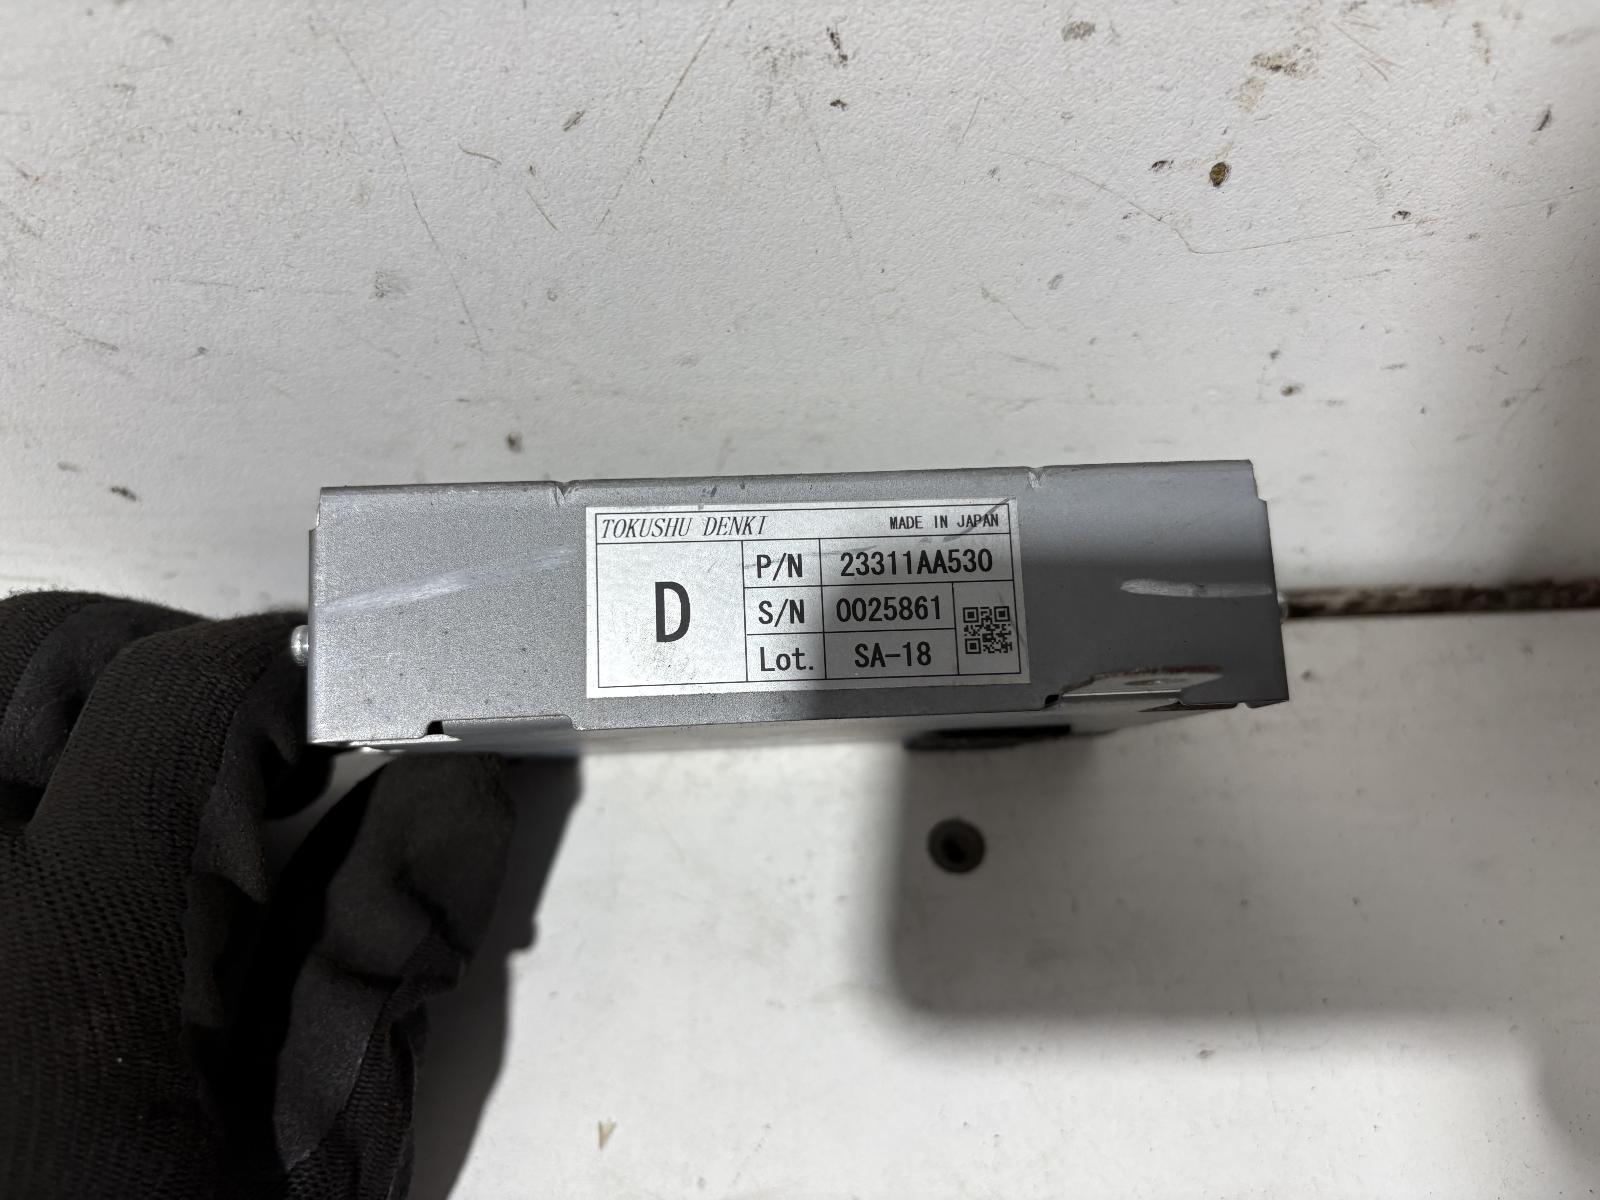 TOKUSHU DENKI MADE IN JAPAN
D
P/N 23311AA530
S/N 0025861
Lot. SA-18